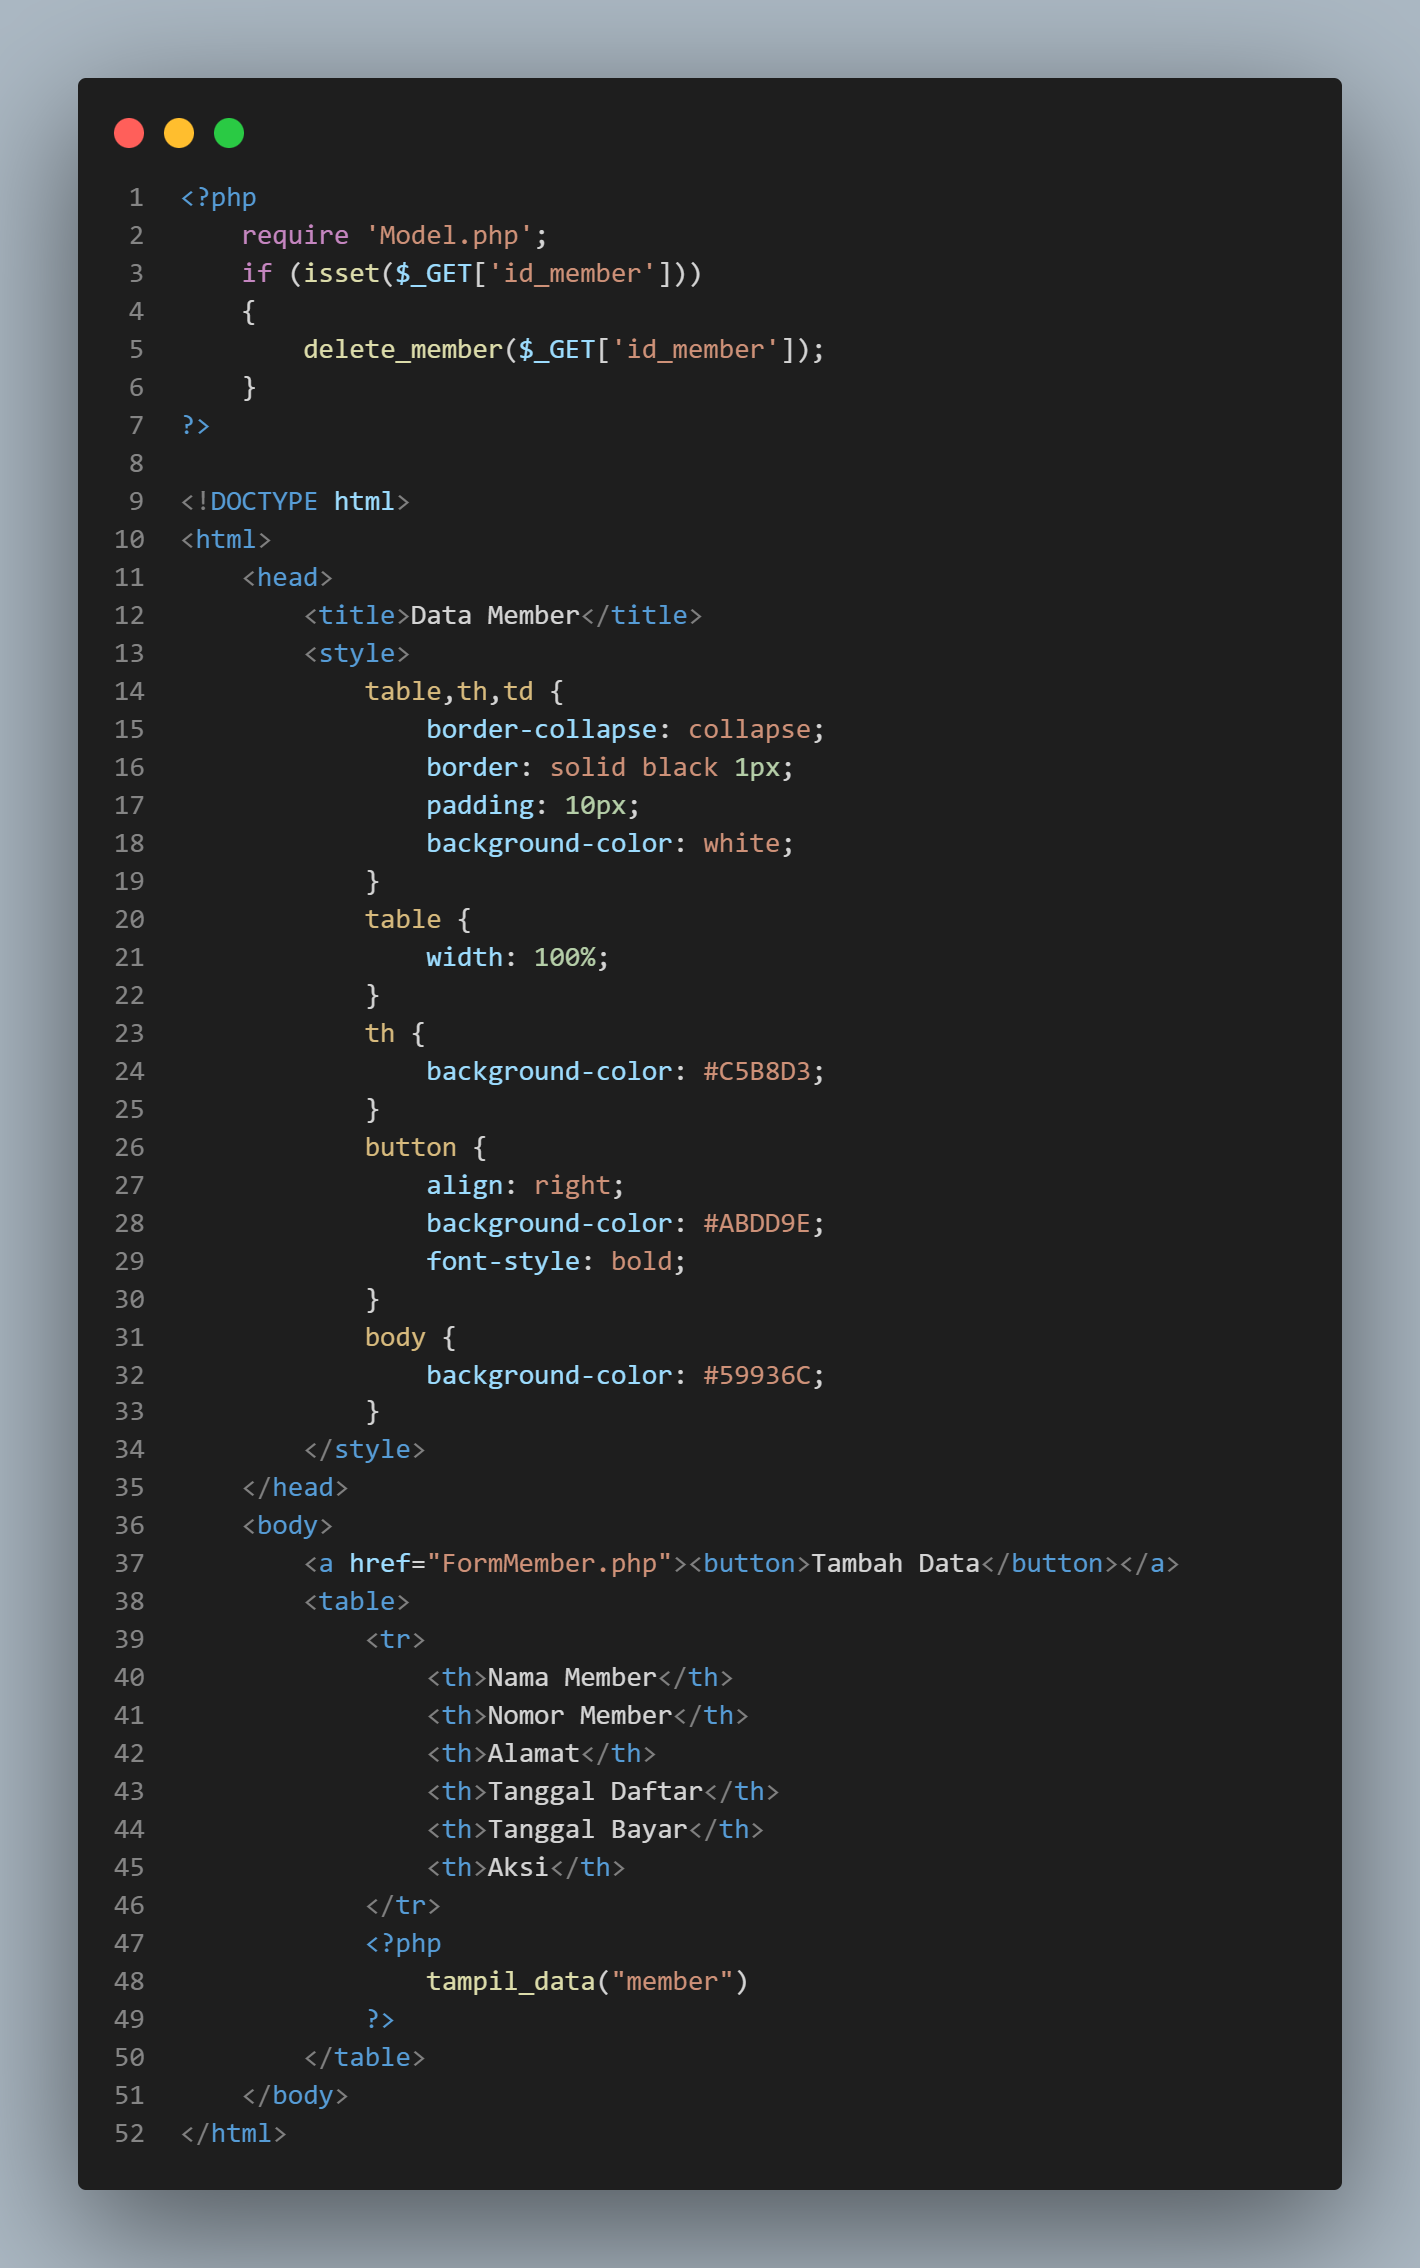 1 <?php
2     require 'Model.php';
3     if (isset($_GET['id_member']))
4     {
5         delete_member($_GET['id_member']);
6     }
7 ?>
8
9 <!DOCTYPE html>
10 <html>
11     <head>
12         <title>Data Member</title>
13         <style>
14             table,th,td {
15                 border-collapse: collapse;
16                 border: solid black 1px;
17                 padding: 10px;
18                 background-color: white;
19             }
20             table {
21                 width: 100%;
22             }
23             th {
24                 background-color: #C5B8D3;
25             }
26             button {
27                 align: right;
28                 background-color: #ABDD9E;
29                 font-style: bold;
30             }
31             body {
32                 background-color: #59936C;
33             }
34         </style>
35     </head>
36     <body>
37         <a href="FormMember.php"><button>Tambah Data</button></a>
38         <table>
39             <tr>
40                 <th>Nama Member</th>
41                 <th>Nomor Member</th>
42                 <th>Alamat</th>
43                 <th>Tanggal Daftar</th>
44                 <th>Tanggal Bayar</th>
45                 <th>Aksi</th>
46             </tr>
47             <?php
48                 tampil_data("member")
49             ?>
50         </table>
51     </body>
52 </html>